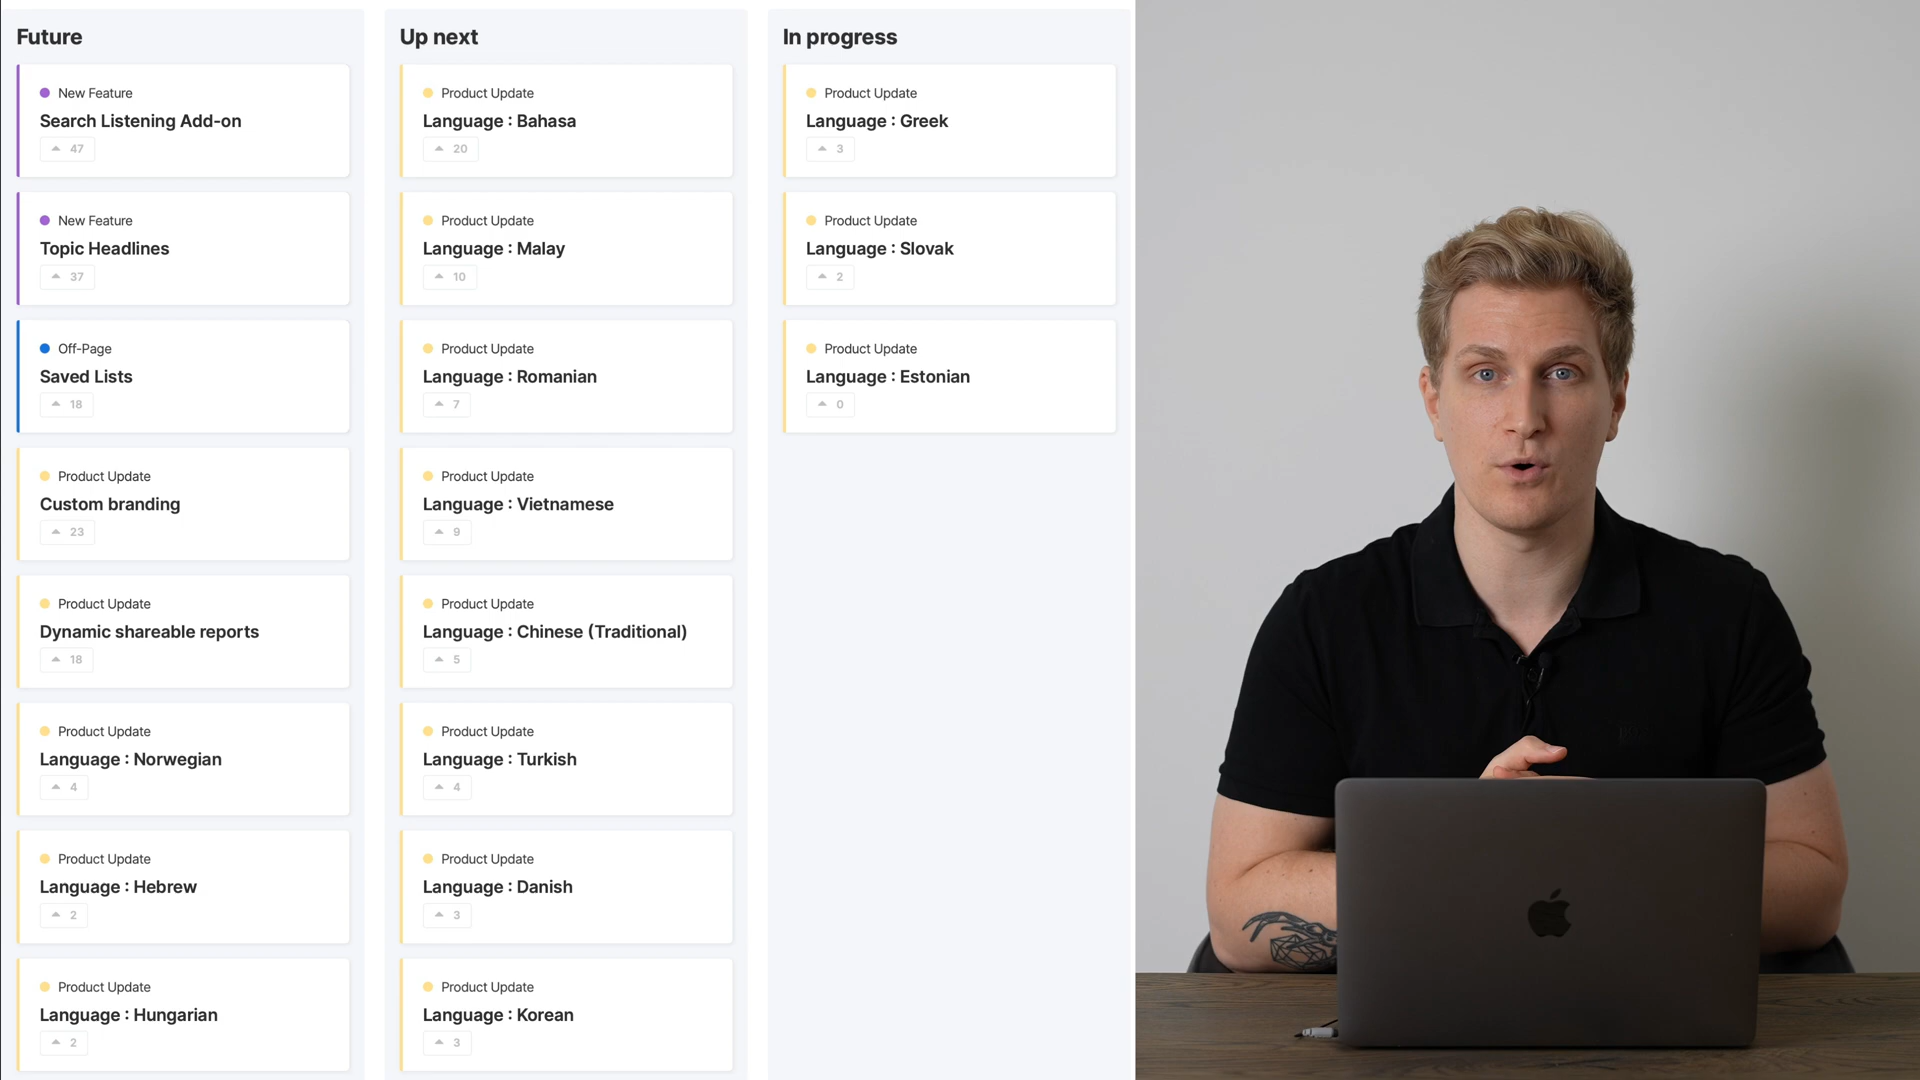 Future
New Feature
Search Listening Add-on
47
New Feature
Topic Headlines
37
Off-Page
Saved Lists
18
Product Update
Custom branding
23
Product Update
Dynamic shareable reports
18
Product Update
Language : Norwegian
4
Product Update
Language : Hebrew
2
Product Update
Language : Hungarian
2
Up next
Product Update
Language : Bahasa
20
Product Update
Language : Malay
10
Product Update
Language : Romanian
7
Product Update
Language : Vietnamese
9
Product Update
Language : Chinese (Traditional)
5
Product Update
Language : Turkish
4
Product Update
Language : Danish
3
Product Update
Language : Korean
3
In progress
Product Update
Language : Greek
3
Product Update
Language : Slovak
2
Product Update
Language : Estonian
0